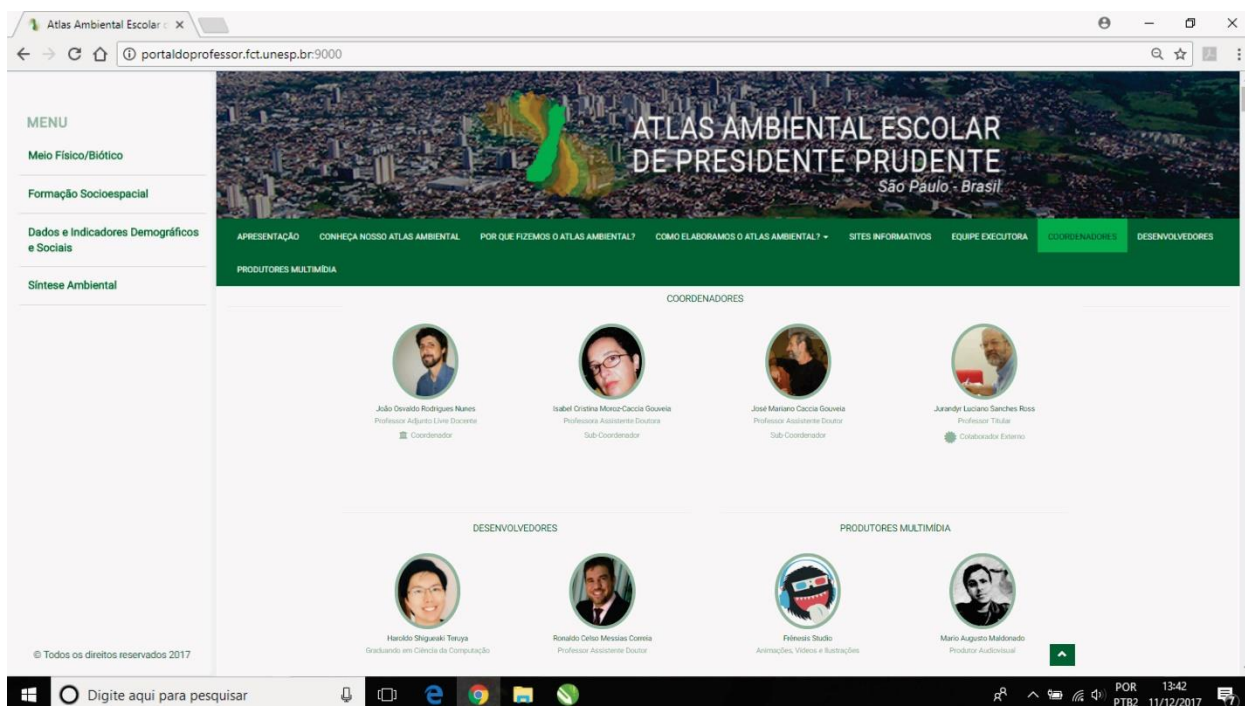 Atlas Ambiental Escolar
portaldoprofessor.fct.unesp.br:9000
MENU
Meio Físico/Biótico
Formação Socioespacial
Dados e Indicadores Demográficos
e Sociais
Síntese Ambiental
© Todos os direitos reservados 2017
ATLAS AMBIENTAL ESCOLAR
DE PRESIDENTE PRUDENTE
São Paulo - Brasil
APRESENTAÇÃO CONHEÇA NOSSO ATLAS AMBIENTAL POR QUE FIZEMOS O ATLAS AMBIENTAL? COMO ELABORAMOS O ATLAS AMBIENTAL? SITES INFORMATIVOS EQUIPE EXECUTORA COORDENADORES DESENVOLVEDORES
PRODUTORES MULTIMÍDIA
COORDENADORES
João Osvaldo Rodrigues Nunes
Professor Adjunto Livre Docente
Coordenador
Isabel Cristina Moroz-Caccia Gouveia
Professora Assistente Doutora
Sub-Coordenador
José Mariano Caccia Gouveia
Professor Assistente Doutor
Sub-Coordenador
Jurandyr Luciano Sanches Ross
Professor Titular
Colaborador Externo
DESENVOLVEDORES
Haroldo Shigueaki Teruya
Graduando em Ciência da Computação
Ronaldo Celso Messias Correia
Professor Assistente Doutor
PRODUTORES MULTIMÍDIA
Frênesis Studio
Animações, Vídeos e Ilustrações
Mario Augusto Maldonado
Produtor Audiovisual
Digite aqui para pesquisar
POR
PTB2
13:42
11/12/2017